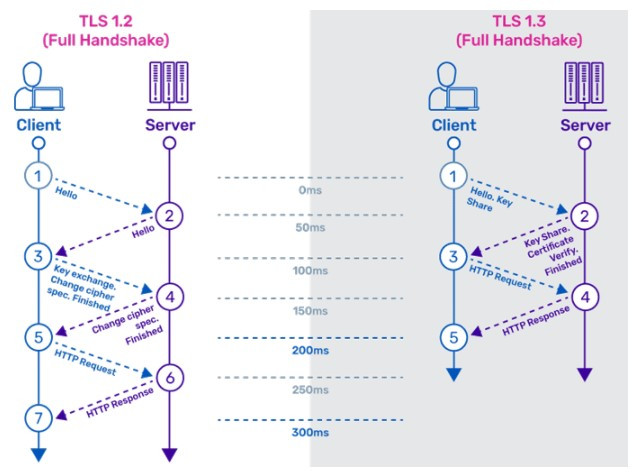 TLS 1.2
(Full Handshake)
Client
Server
1
Hello
2
Hello
3
Key exchange.
Change cipher
spec. Finished
4
Change cipher
spec.
Finished
5
HTTP Request
6
HTTP Response
7
0ms
50ms
100ms
150ms
200ms
250ms
300ms
TLS 1.3
(Full Handshake)
Client
Server
1
Hello. Key
Share
2
Key Share.
Certificate
Verify.
Finished
3
HTTP Request
4
HTTP Response
5